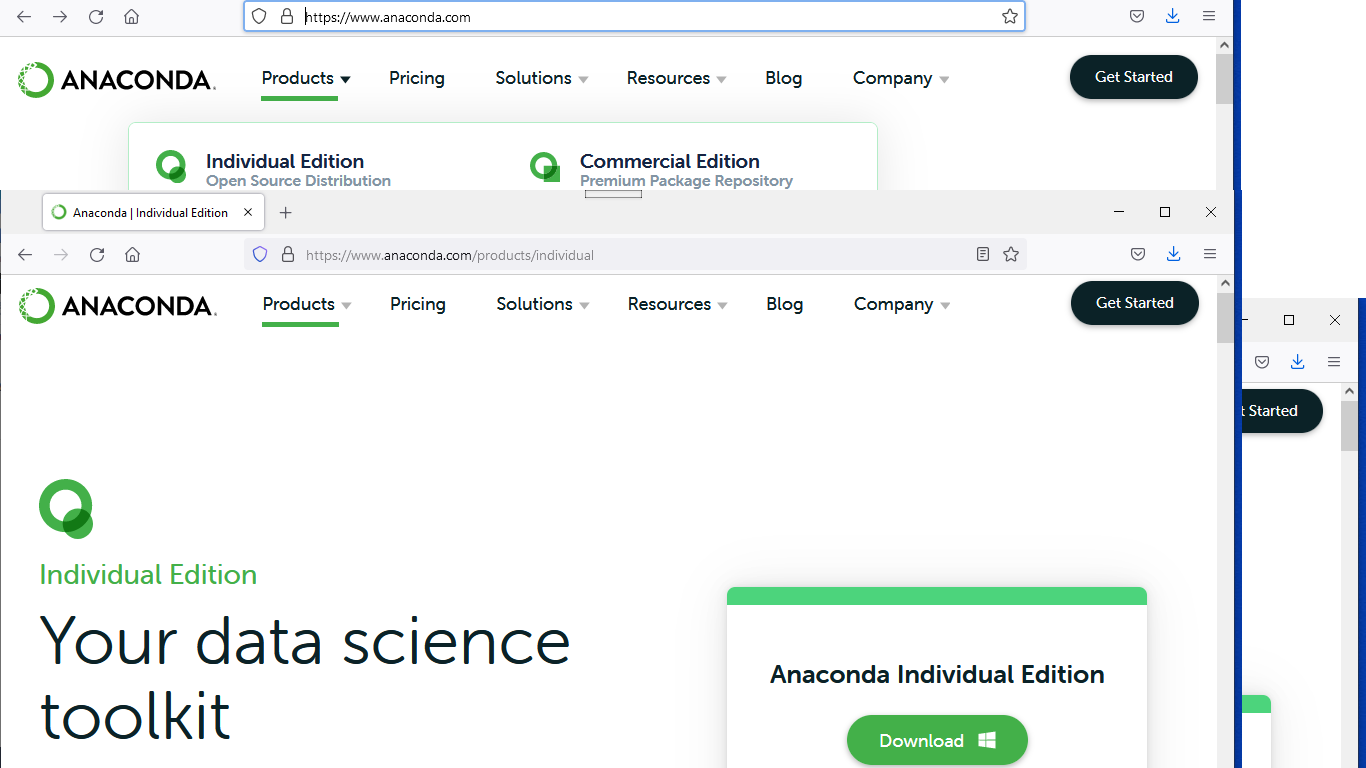 https://www.anaconda.com
ANACONDA.
Products Pricing Solutions Resources Blog Company Get Started
Individual Edition
Open Source Distribution
Commercial Edition
Premium Package Repository
Anaconda | Individual Edition
https://www.anaconda.com/products/individual
ANACONDA.
Products Pricing Solutions Resources Blog Company Get Started
t Started
Individual Edition
Your data science
toolkit
Anaconda Individual Edition
Download